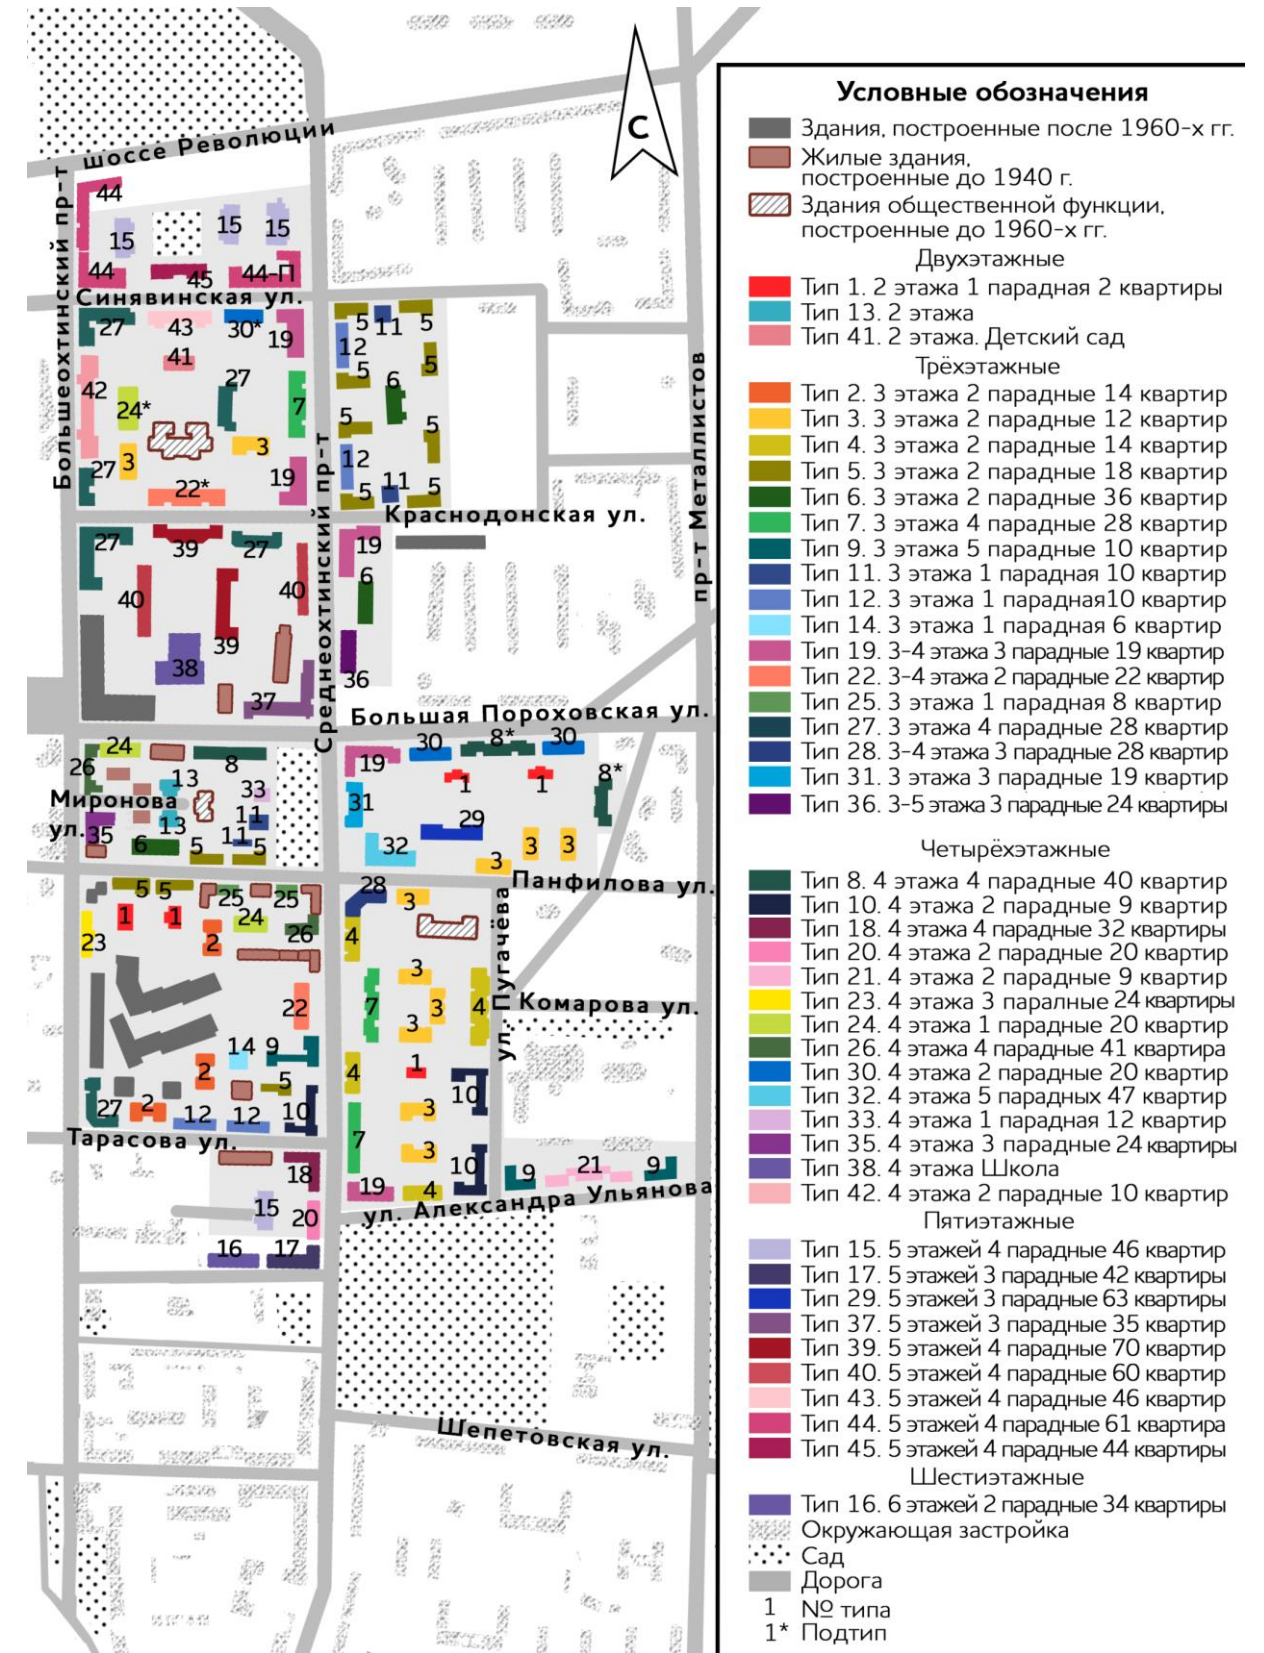 шоссе Революции
С
44
15
15
15
44
45
44-П
Синявинская ул.
Большеохтинский пр-т
27
43
30*
19
41
42
24*
27
7
3
3
27
22*
19
5
11
5
12
5
5
6
5
5
12
11
5
5
Среднеохтинский пр-т
пр-т Металлистов
Краснодонская ул.
27
39
27
19
6
40
40
39
38
36
37
Большая Пороховская ул.
24
8
26
13
33
Миронова
ул.
13
11
35
6
5
11
5
19
30
8*
30
8*
1
1
31
29
32
3
3
3
Панфилова ул.
5
5
25
25
1
1
24
23
2
26
22
14
9
2
5
27
2
12
12
10
Тарасова ул.
28
3
4
3
7
3
4
3
ул. Пугачёва
Комарова ул.
4
1
10
3
7
3
10
19
4
9
21
9
ул. Александра Ульянова
18
15
20
16
17
Шепетовская ул.
Условные обозначения
Здания, построенные после 1960-х гг.
Жилые здания,
построенные до 1940 г.
Здания общественной функции,
построенные до 1960-х гг.
Двухэтажные
Тип 1. 2 этажа 1 парадная 2 квартиры
Тип 13. 2 этажа
Тип 41. 2 этажа. Детский сад
Трёхэтажные
Тип 2. 3 этажа 2 парадные 14 квартир
Тип 3. 3 этажа 2 парадные 12 квартир
Тип 4. 3 этажа 2 парадные 14 квартир
Тип 5. 3 этажа 2 парадные 18 квартир
Тип 6. 3 этажа 2 парадные 36 квартир
Тип 7. 3 этажа 4 парадные 28 квартир
Тип 9. 3 этажа 5 парадные 10 квартир
Тип 11. 3 этажа 1 парадная 10 квартир
Тип 12. 3 этажа 1 парадная10 квартир
Тип 14. 3 этажа 1 парадная 6 квартир
Тип 19. 3-4 этажа 3 парадные 19 квартир
Тип 22. 3-4 этажа 2 парадные 22 квартир
Тип 25. 3 этажа 1 парадная 8 квартир
Тип 27. 3 этажа 4 парадные 28 квартир
Тип 28. 3-4 этажа 3 парадные 28 квартир
Тип 31. 3 этажа 3 парадные 19 квартир
Тип 36. 3-5 этажа 3 парадные 24 квартиры
Четырёхэтажные
Тип 8. 4 этажа 4 парадные 40 квартир
Тип 10. 4 этажа 2 парадные 9 квартир
Тип 18. 4 этажа 4 парадные 32 квартиры
Тип 20. 4 этажа 2 парадные 20 квартир
Тип 21. 4 этажа 2 парадные 9 квартир
Тип 23. 4 этажа 3 паралные 24 квартиры
Тип 24. 4 этажа 1 парадные 20 квартир
Тип 26. 4 этажа 4 парадные 41 квартира
Тип 30. 4 этажа 2 парадные 20 квартир
Тип 32. 4 этажа 5 парадных 47 квартир
Тип 33. 4 этажа 1 парадная 12 квартир
Тип 35. 4 этажа 3 парадные 24 квартиры
Тип 38. 4 этажа Школа
Тип 42. 4 этажа 2 парадные 10 квартир
Пятиэтажные
Тип 15. 5 этажей 4 парадные 46 квартир
Тип 17. 5 этажей 3 парадные 42 квартиры
Тип 29. 5 этажей 3 парадные 63 квартиры
Тип 37. 5 этажей 3 парадные 35 квартир
Тип 39. 5 этажей 4 парадные 70 квартир
Тип 40. 5 этажей 4 парадные 60 квартир
Тип 43. 5 этажей 4 парадные 46 квартир
Тип 44. 5 этажей 4 парадные 61 квартира
Тип 45. 5 этажей 4 парадные 44 квартиры
Шестиэтажные
Тип 16. 6 этажей 2 парадные 34 квартиры
Окружающая застройка
Сад
Дорога
1 № типа
1* Подтип